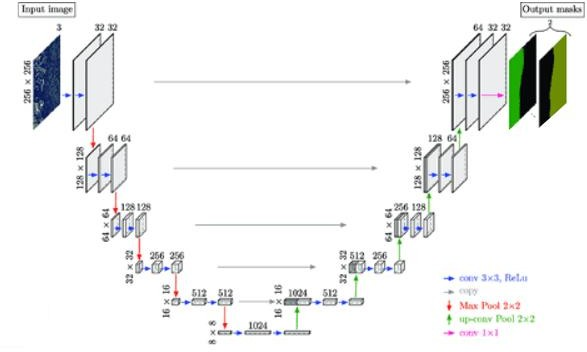 Input image
Output masks
3
32 32
64 32 32
2
256 × 256
256 × 256
64 64
128 64
128 × 128
128 × 128
128 128
256 128
64 × 64
64 × 64
256 256
512 256
32 × 32
32 × 32
512 512
1024 512
16 × 16
16 × 16
1024
8 × 8
conv 3×3, ReLu
copy
Max Pool 2×2
up-conv Pool 2×2
conv 1×1